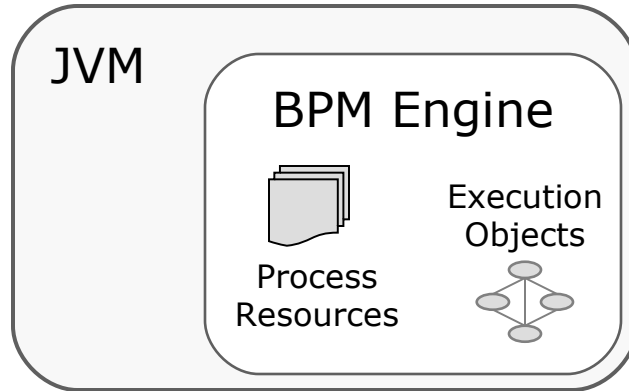 JVM
BPM Engine
Execution
Objects
Process
Resources